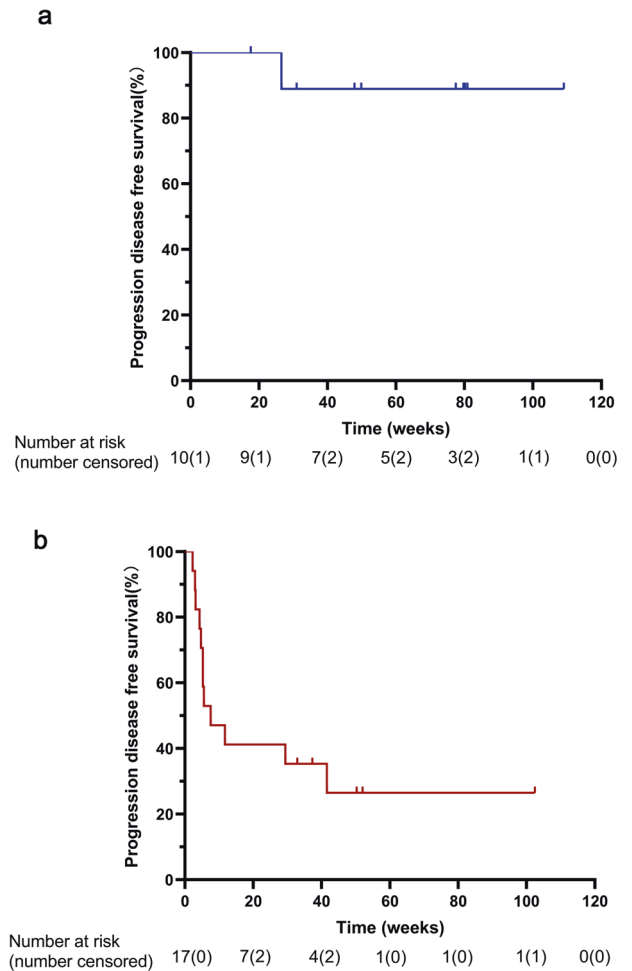 a
Progression disease free survival(%)
100
80
60
40
20
0
0 20 40 60 80 100 120
Time (weeks)
Number at risk
(number censored) 10(1) 9(1) 7(2) 5(2) 3(2) 1(1) 0(0)
b
Progression disease free survival(%)
100
80
60
40
20
0
0 20 40 60 80 100 120
Time (weeks)
Number at risk
(number censored) 17(0) 7(2) 4(2) 1(0) 1(0) 1(1) 0(0)